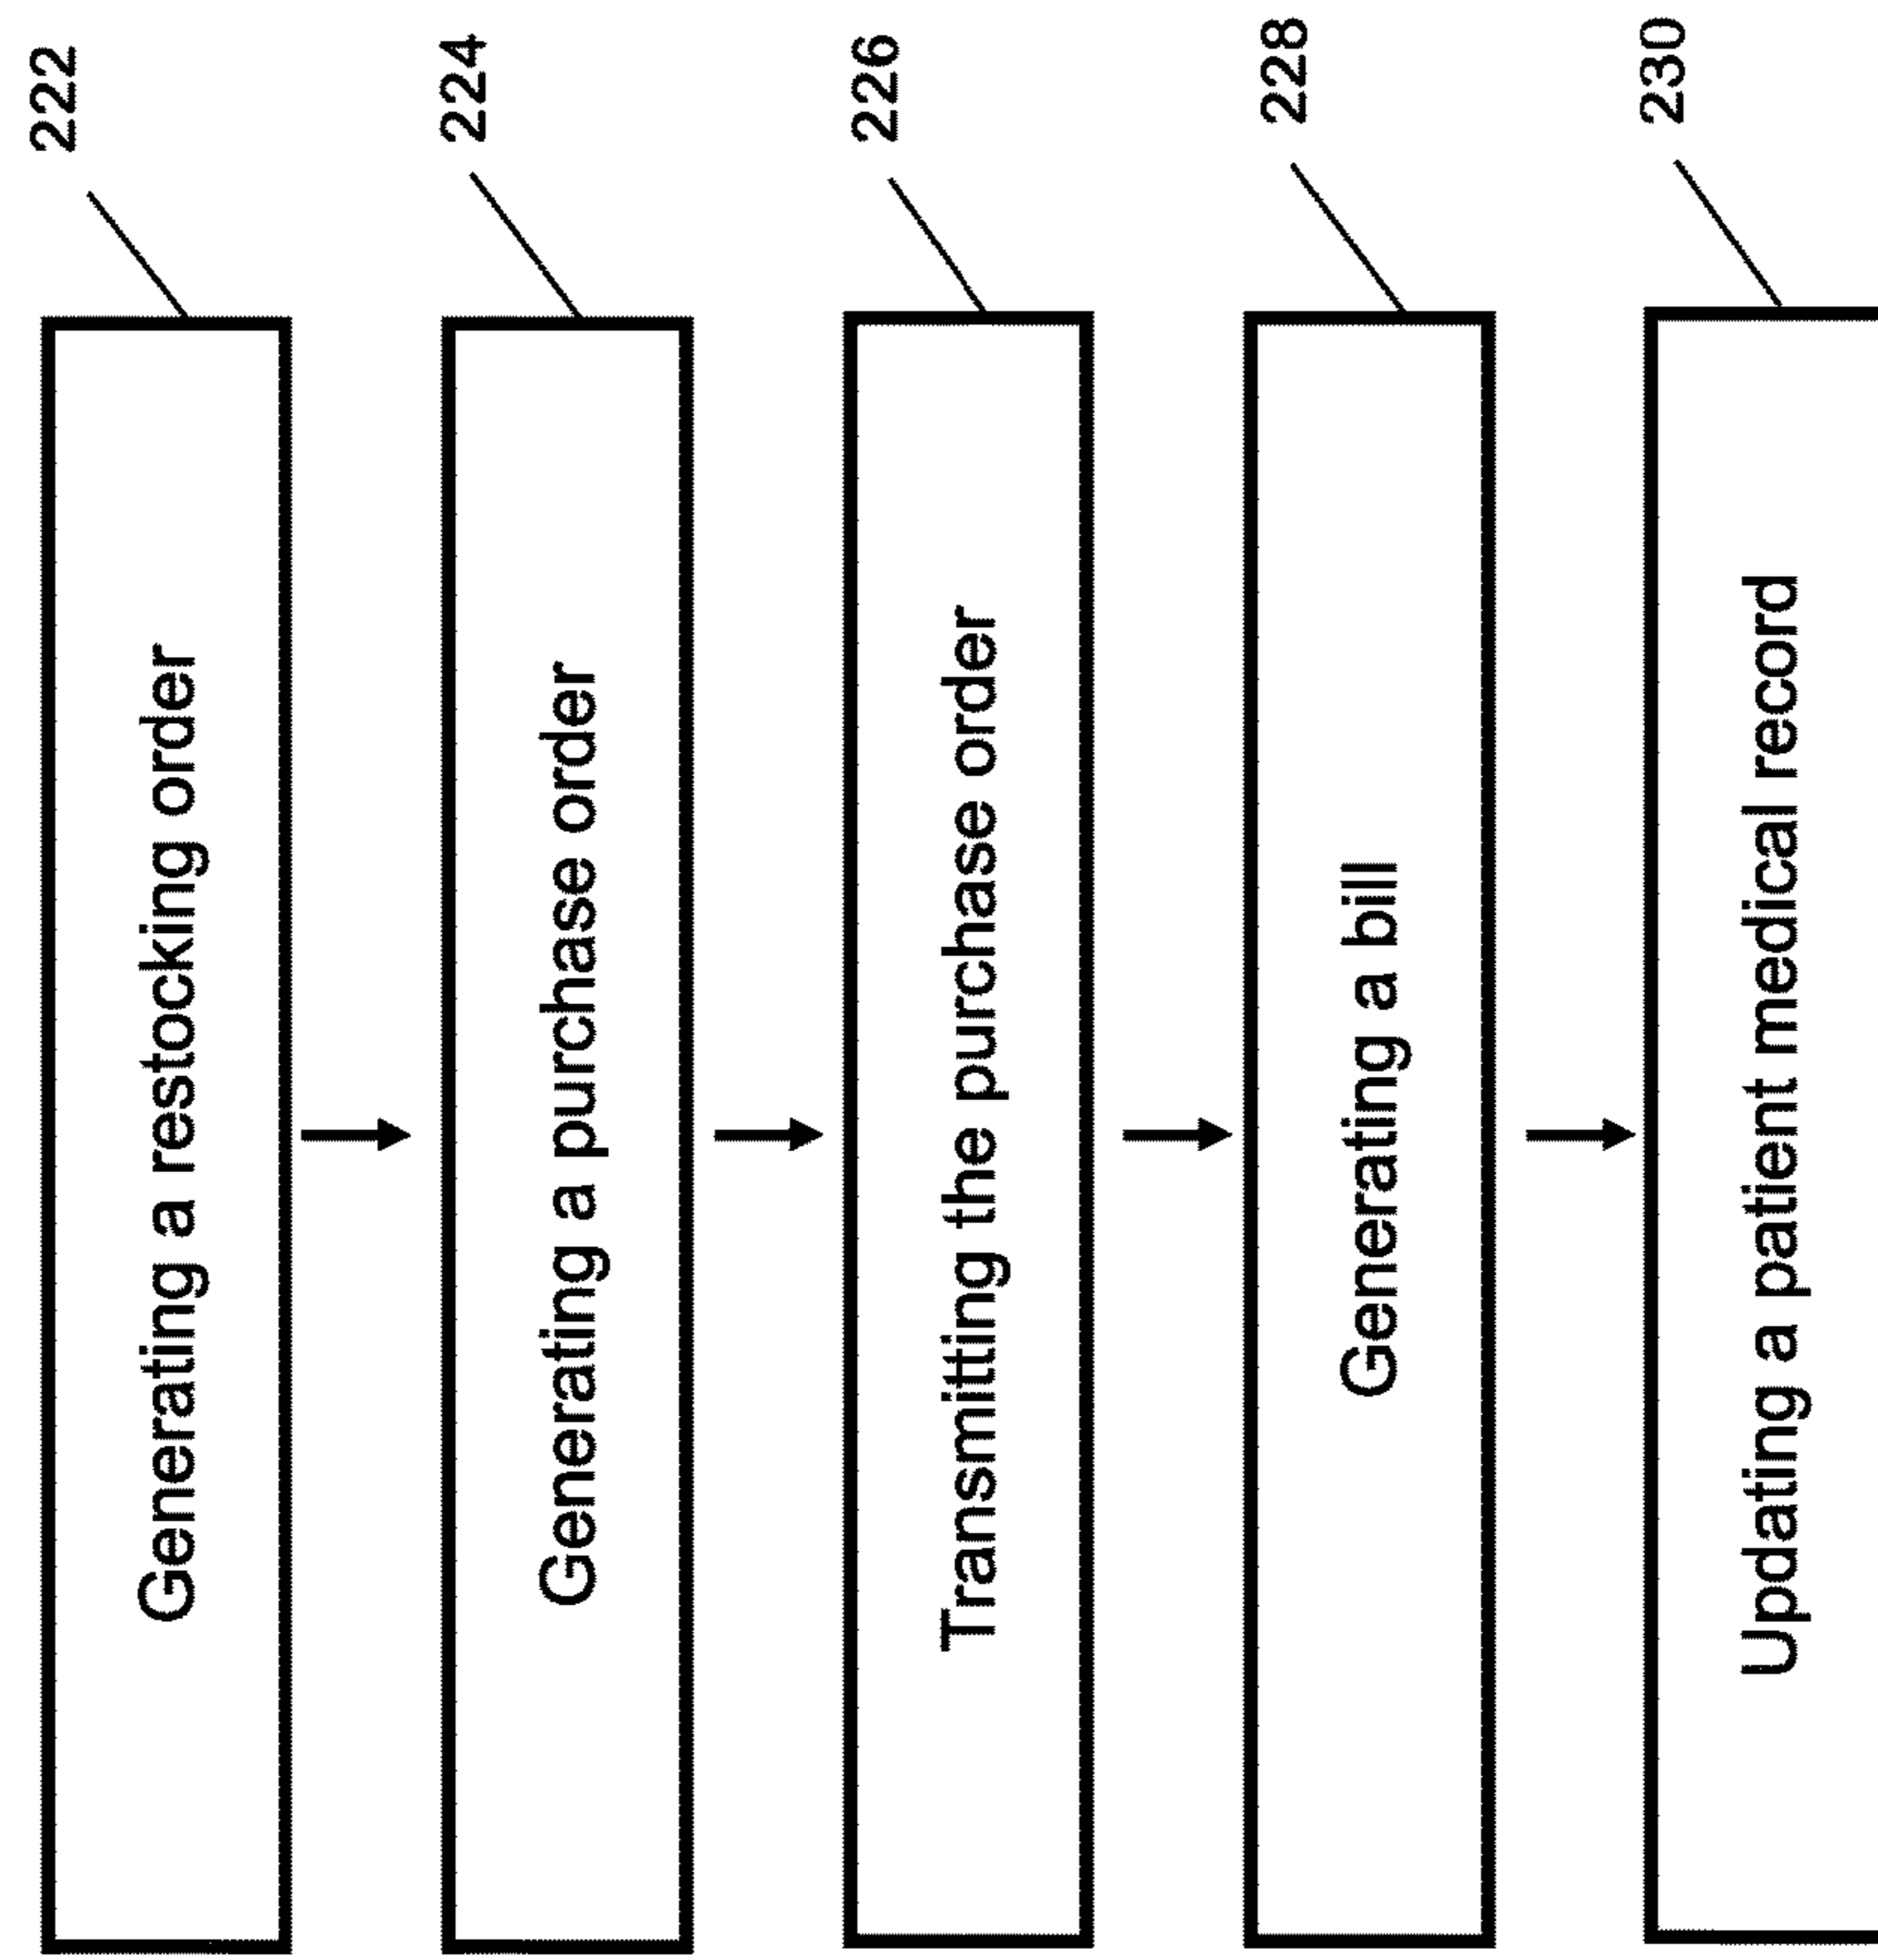 Generating a restocking order
222
Generating a purchase order
224
Transmitting the purchase order
226
Generating a bill
228
Updating a patient medical record
230